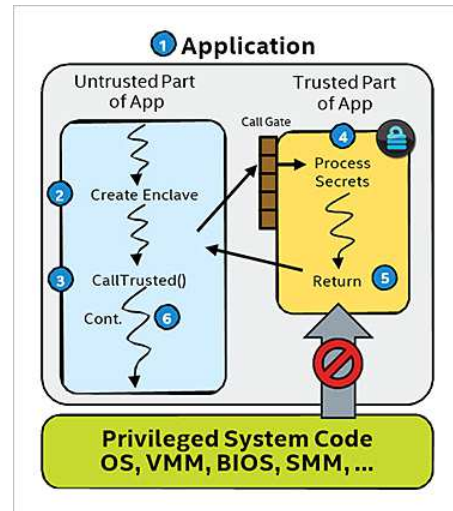 1 Application
Untrusted Part
of App
Trusted Part
of App
Call Gate
4
Process
Secrets
2 Create Enclave
3 CallTrusted()
Return 5
Cont. 6
Privileged System Code
OS, VMM, BIOS, SMM, ...